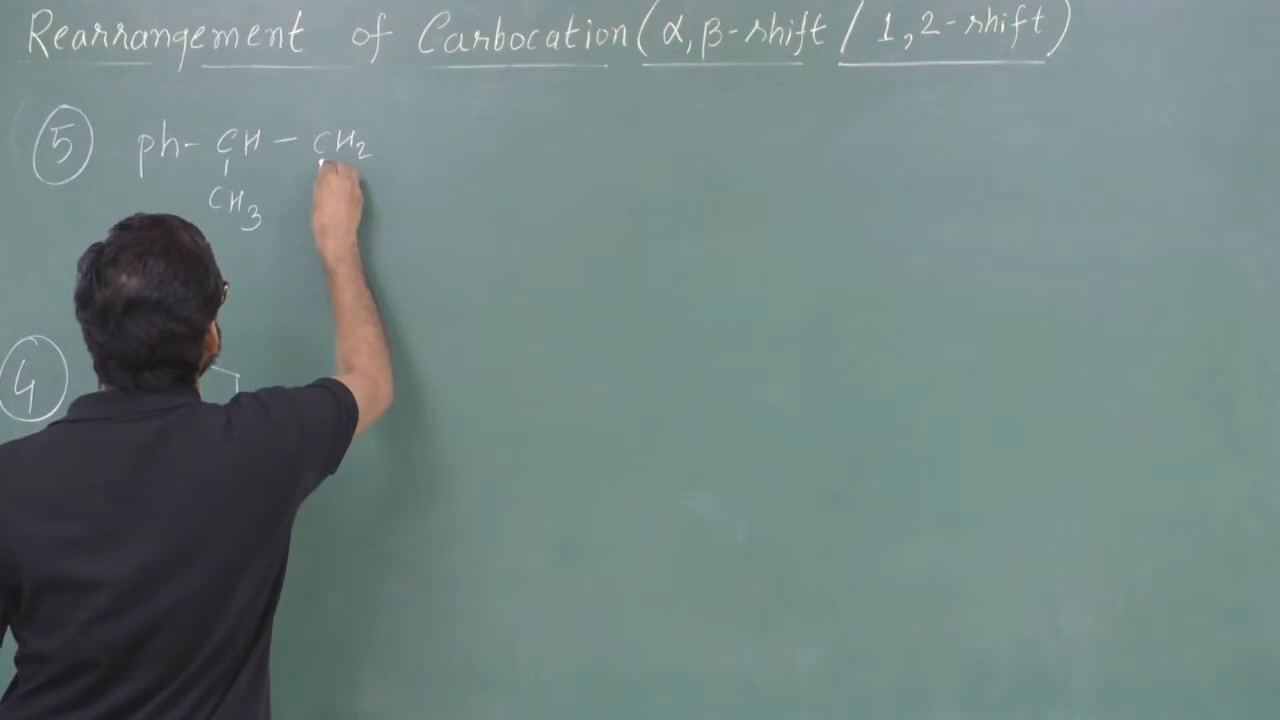 Rearrangement of Carbocation (α,β-shift / 1,2-shift)
5 ph-CH-CH2
CH3
4